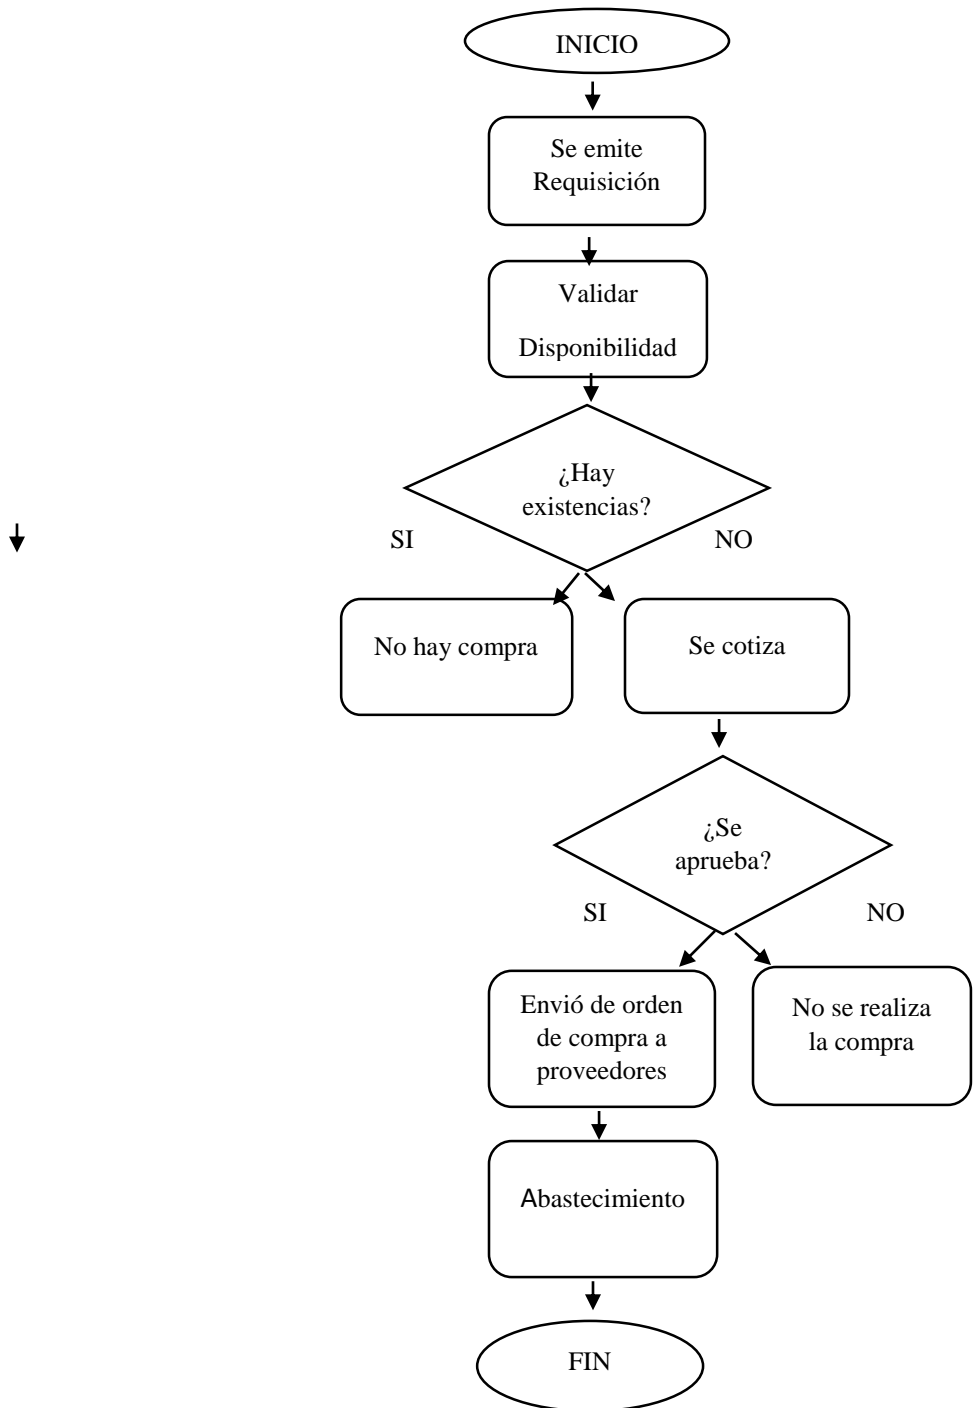 INICIO
Se emite
Requisición
Validar
Disponibilidad
¿Hay
existencias?
SI
NO
No hay compra
Se cotiza
¿Se
aprueba?
SI
NO
Envió de orden
de compra a
proveedores
No se realiza
la compra
Abastecimiento
FIN